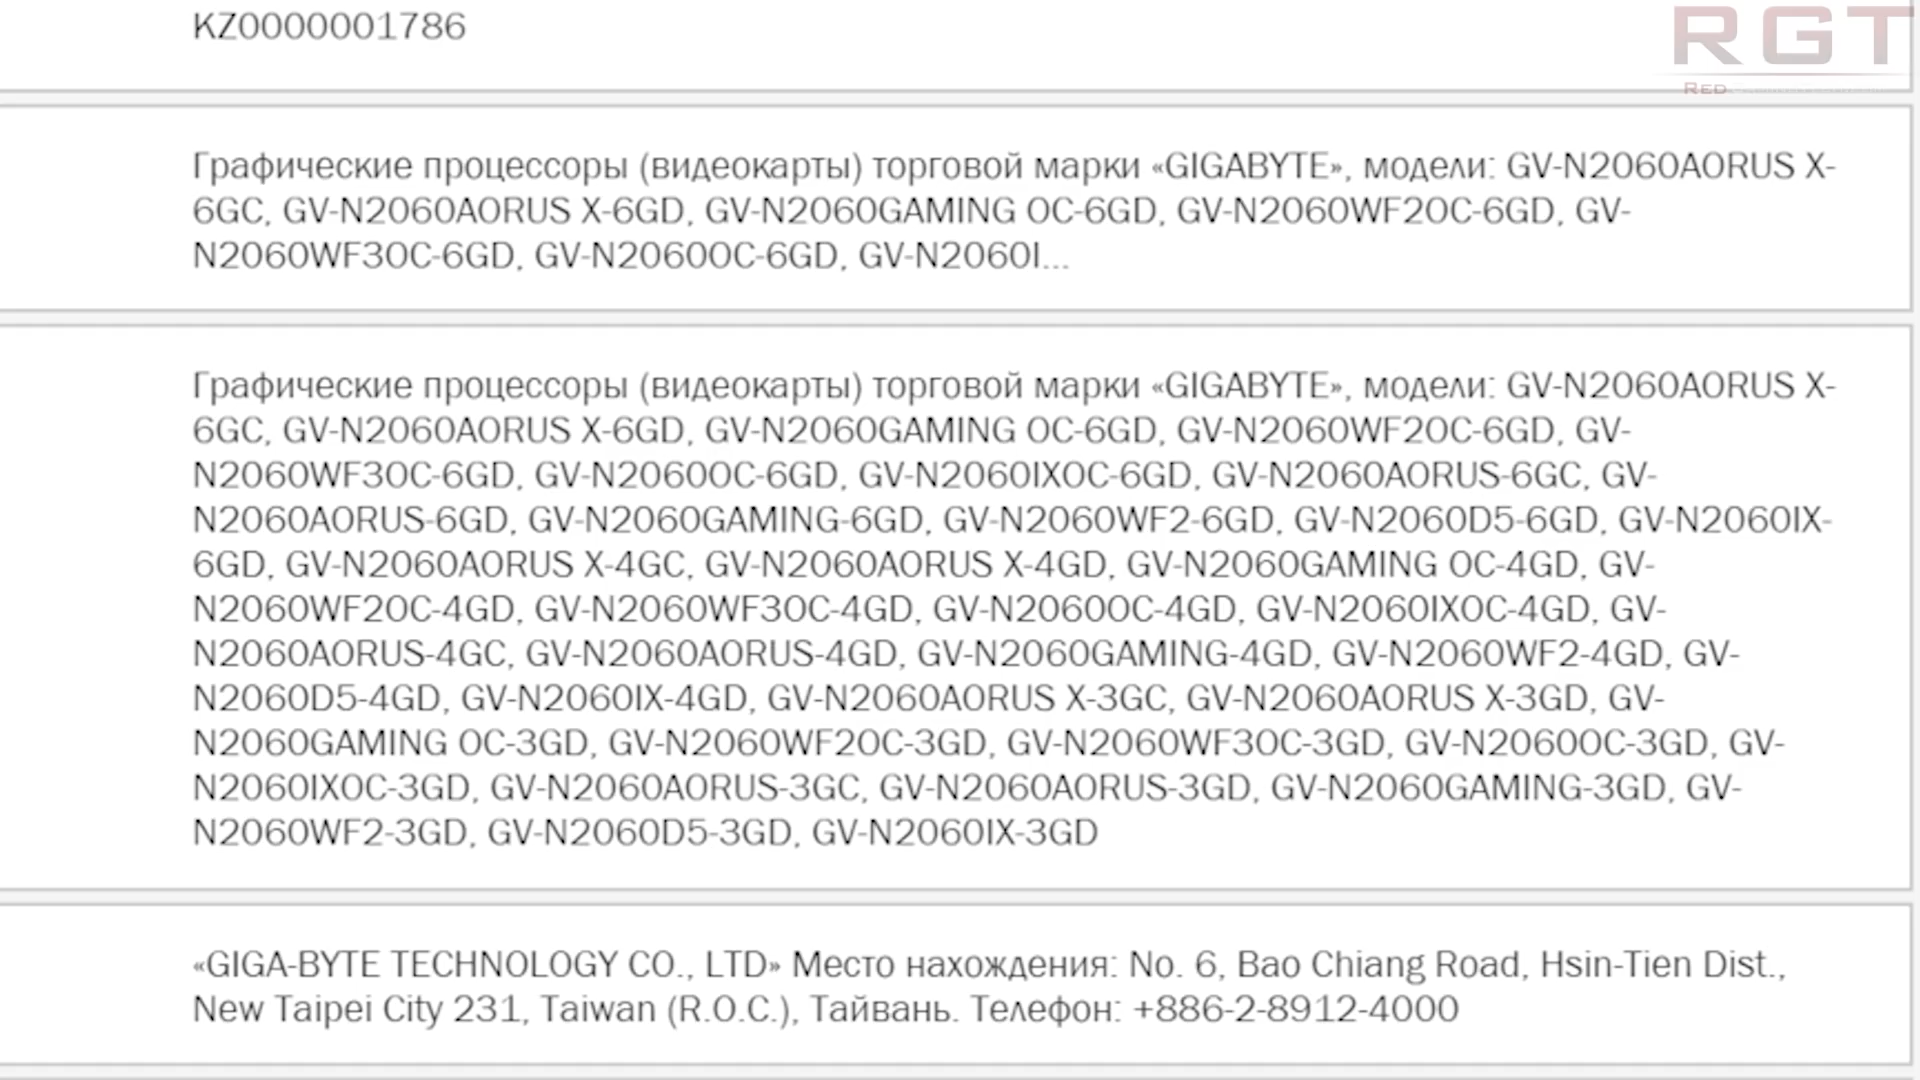 KZ0000001786
RGT
RED
Графические процессоры (видеокарты) торговой марки «GIGABYTE», модели: GV-N2060AORUS X-
6GC, GV-N2060AORUS X-6GD, GV-N2060GAMING OC-6GD, GV-N2060WF2OC-6GD, GV-
N2060WF3OC-6GD, GV-N2060OC-6GD, GV-N2060I...
Графические процессоры (видеокарты) торговой марки «GIGABYTE», модели: GV-N2060AORUS X-
6GC, GV-N2060AORUS X-6GD, GV-N2060GAMING OC-6GD, GV-N2060WF2OC-6GD, GV-
N2060WF3OC-6GD, GV-N2060OC-6GD, GV-N2060IXOC-6GD, GV-N2060AORUS-6GC, GV-
N2060AORUS-6GD, GV-N2060GAMING-6GD, GV-N2060WF2-6GD, GV-N2060D5-6GD, GV-N2060IX-
6GD, GV-N2060AORUS X-4GC, GV-N2060AORUS X-4GD, GV-N2060GAMING OC-4GD, GV-
N2060WF2OC-4GD, GV-N2060WF3OC-4GD, GV-N2060OC-4GD, GV-N2060IXOC-4GD, GV-
N2060AORUS-4GC, GV-N2060AORUS-4GD, GV-N2060GAMING-4GD, GV-N2060WF2-4GD, GV-
N2060D5-4GD, GV-N2060IX-4GD, GV-N2060AORUS X-3GC, GV-N2060AORUS X-3GD, GV-
N2060GAMING OC-3GD, GV-N2060WF2OC-3GD, GV-N2060WF3OC-3GD, GV-N2060OC-3GD, GV-
N2060IXOC-3GD, GV-N2060AORUS-3GC, GV-N2060AORUS-3GD, GV-N2060GAMING-3GD, GV-
N2060WF2-3GD, GV-N2060D5-3GD, GV-N2060IX-3GD
«GIGA-BYTE TECHNOLOGY CO., LTD» Место нахождения: No. 6, Bao Chiang Road, Hsin-Tien Dist.,
New Taipei City 231, Taiwan (R.O.C.), Тайвань. Телефон: +886-2-8912-4000